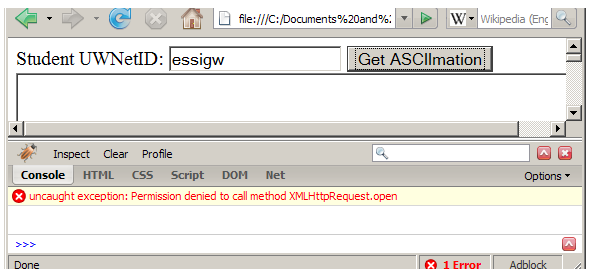 file:///C:/Documents%20and%2 W Wikipedia (Eng
Student UWNetID: essigw Get ASCIImation
Inspect Clear Profile
Console HTML CSS Script DOM Net Options
uncaught exception: Permission denied to call method XMLHttpRequest.open
>>>
Done 1 Error Adblock